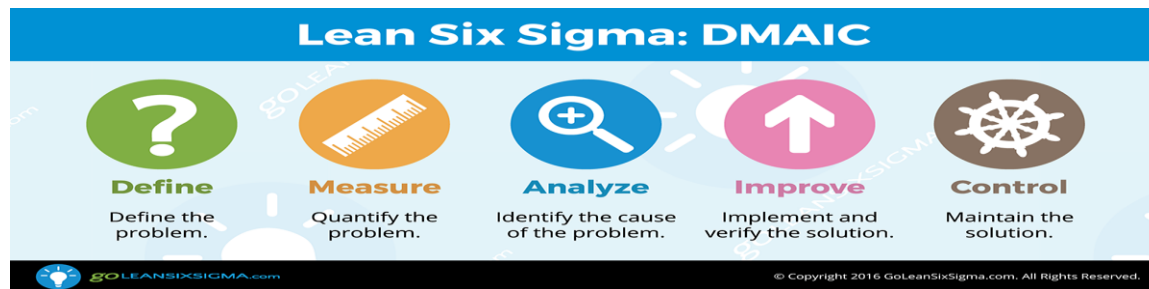 Lean Six Sigma: DMAIC
Define
Define the
problem.
Measure
Quantify the
problem.
Analyze
Identify the cause
of the problem.
Improve
Implement and
verify the solution.
Control
Maintain the
solution.
goLEANSIXSIGMA.com
© Copyright 2016 GoLeanSixSigma.com. All Rights Reserved.